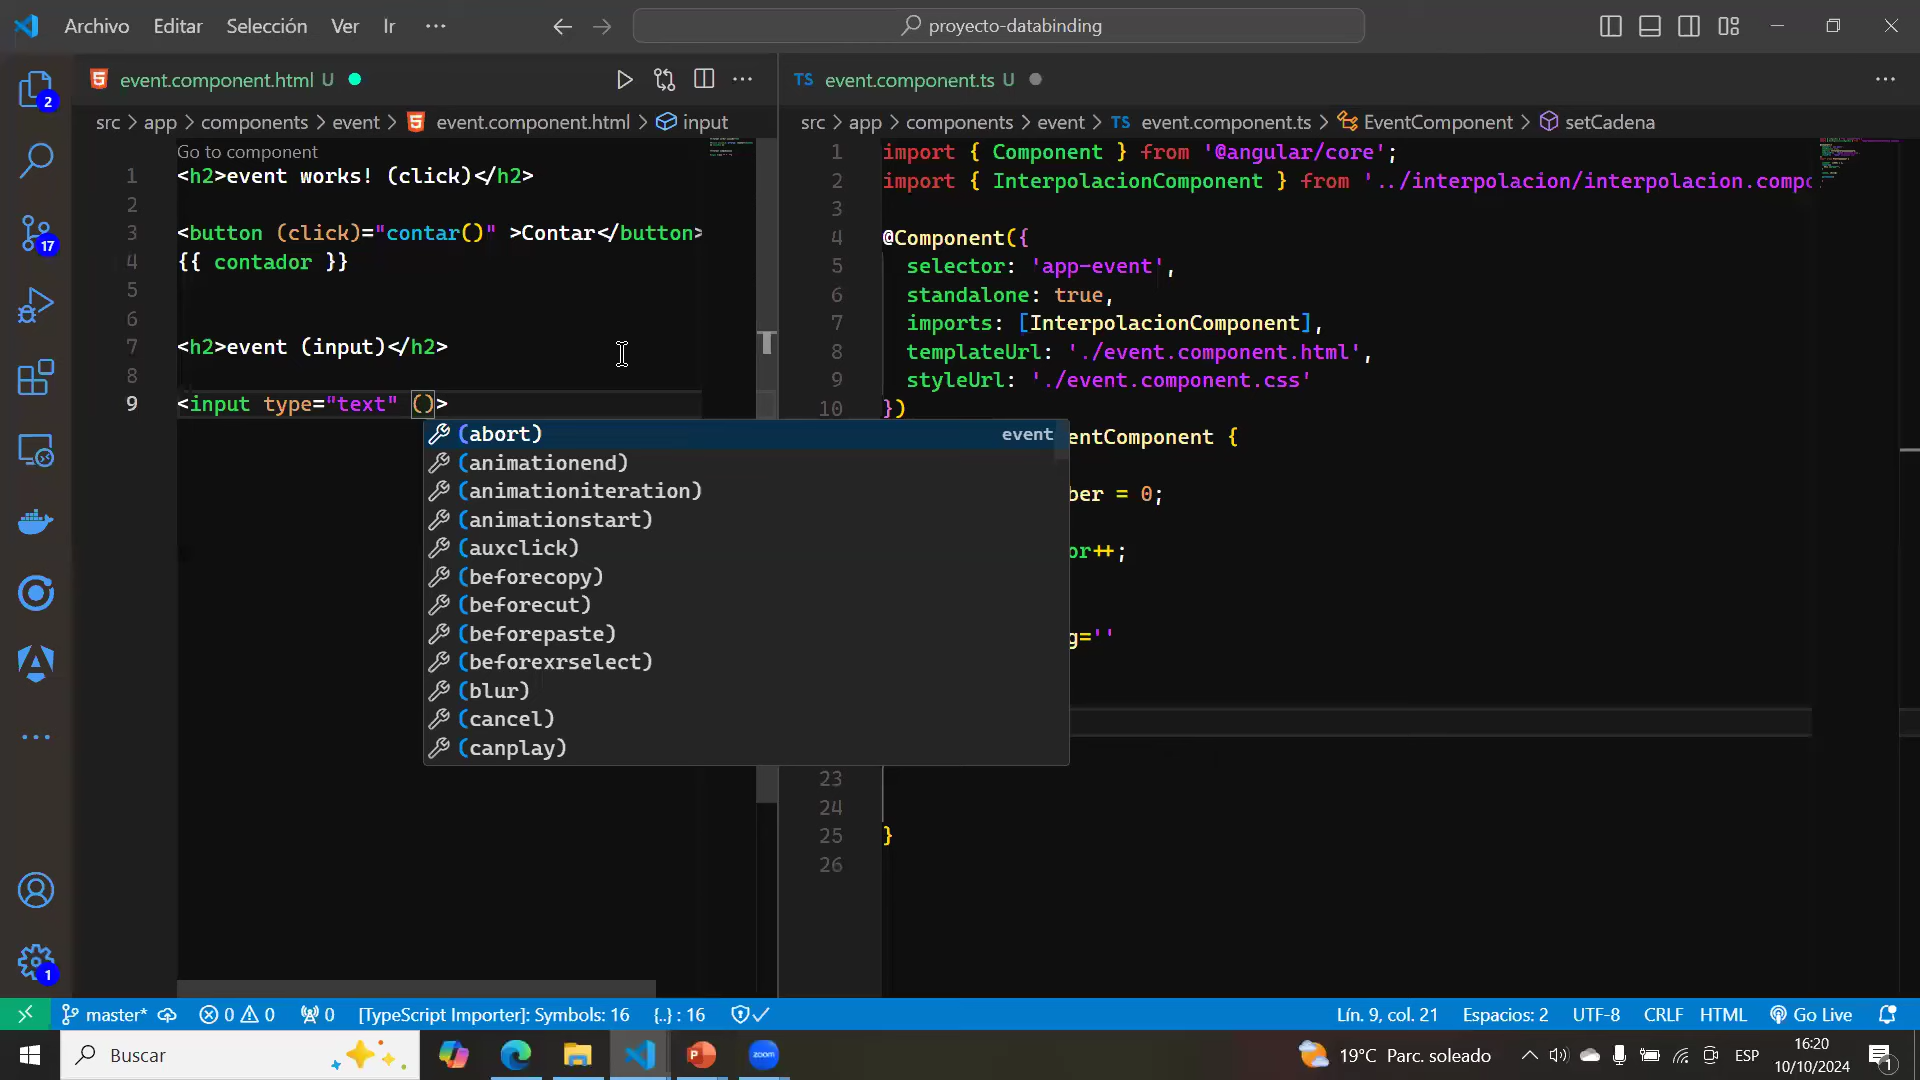 Archivo Editar Selección Ver Ir ···
proyecto-databinding
event.component.html U
src > app > components > event > event.component.html > input
Go to component
1 <h2>event works! (click)</h2>
2
3 <button (click)="contar()" >Contar</button>
4 {{ contador }}
5
6
7 <h2>event (input)</h2>
8
9 <input type="text" ()>
(abort) event
(animationend)
(animationiteration)
(animationstart)
(auxclick)
(beforecopy)
(beforecut)
(beforepaste)
(beforexrselect)
(blur)
(cancel)
(canplay)
TS event.component.ts U
src > app > components > event > TS event.component.ts > EventComponent > setCadena
1 import { Component } from '@angular/core';
2 import { InterpolacionComponent } from '../interpolacion/interpolacion.compo
3
4 @Component({
5 selector: 'app-event',
6 standalone: true,
7 imports: [InterpolacionComponent],
8 templateUrl: './event.component.html',
9 styleUrl: './event.component.css'
10 })
entComponent {
ber = 0;
or++;
g=''
23
24
25 }
26
2
17
1
master* 0 0 0 [TypeScript Importer]: Symbols: 16 {..} : 16
Lín. 9, col. 21 Espacios: 2 UTF-8 CRLF HTML Go Live
Buscar
zoom
19°C Parc. soleado ESP
16:20
10/10/2024
1